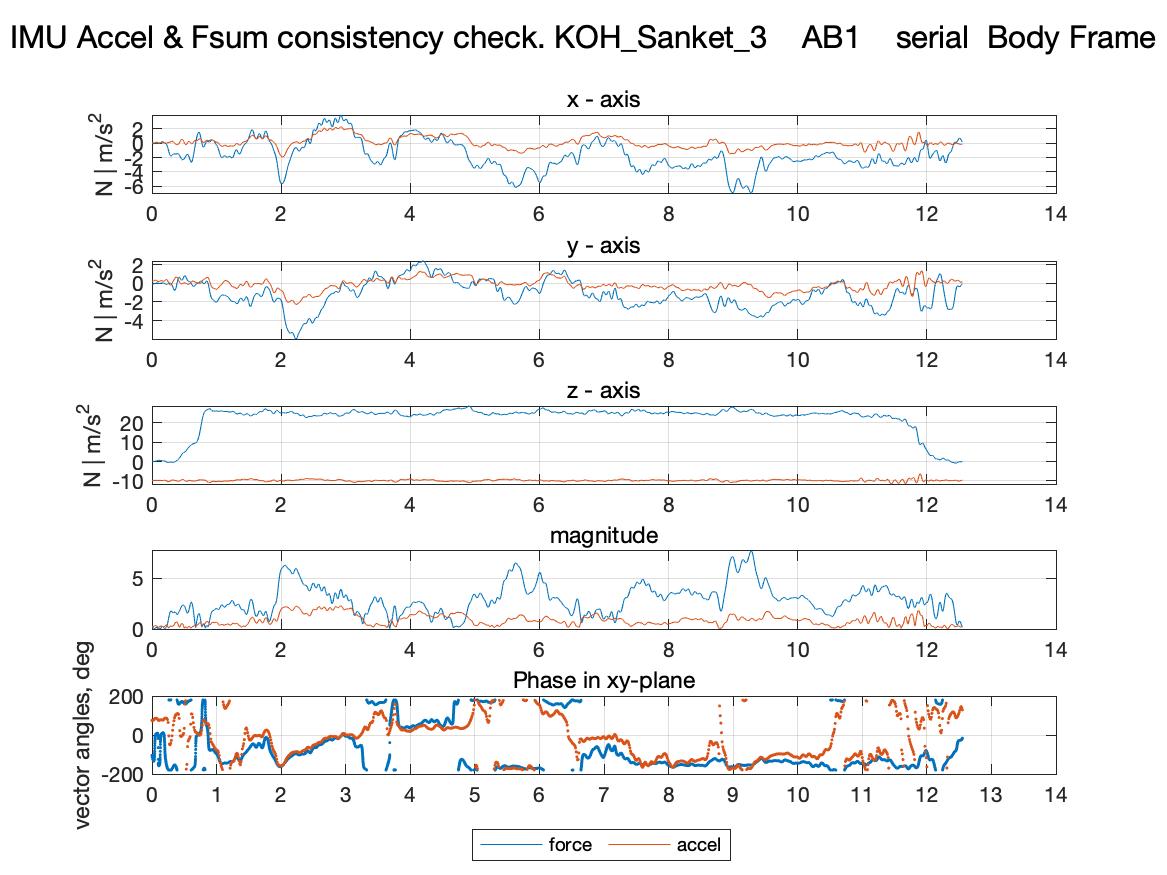 IMU Accel & Fsum consistency check. KOH_Sanket_3 AB1 serial Body Frame
x - axis
N | m/s²
2
0
-2
-4
-6
0 2 4 6 8 10 12 14
y - axis
N | m/s²
2
0
-2
-4
0 2 4 6 8 10 12 14
z - axis
N | m/s²
20
10
0
-10
0 2 4 6 8 10 12 14
magnitude
5
0
0 2 4 6 8 10 12 14
Phase in xy-plane
vector angles, deg
200
0
-200
0 1 2 3 4 5 6 7 8 9 10 11 12 13 14
force accel